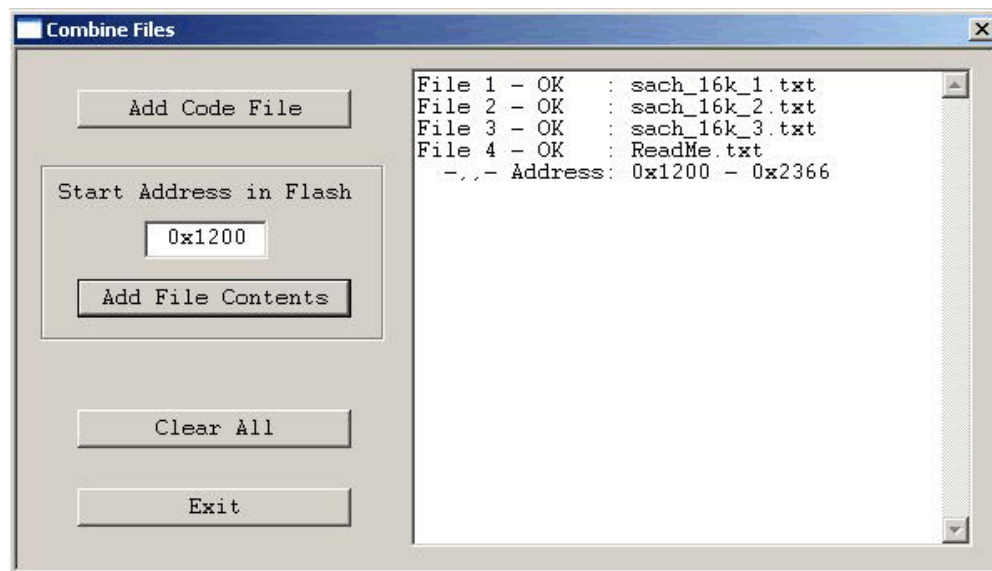 Combine Files
Add Code File
Start Address in Flash
0x1200
Add File Contents
Clear All
Exit
File 1 - OK   : sach_16k_1.txt
File 2 - OK   : sach_16k_2.txt
File 3 - OK   : sach_16k_3.txt
File 4 - OK   : ReadMe.txt
-,,- Address: 0x1200 - 0x2366